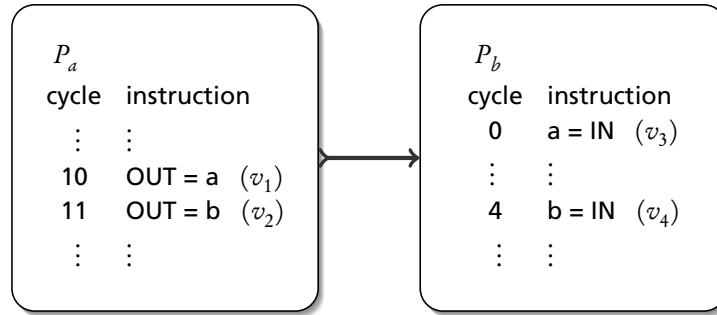 P_a
cycle instruction
⋮ ⋮
10 OUT = a (v_1)
11 OUT = b (v_2)
⋮ ⋮
P_b
cycle instruction
0 a = IN (v_3)
⋮ ⋮
4 b = IN (v_4)
⋮ ⋮